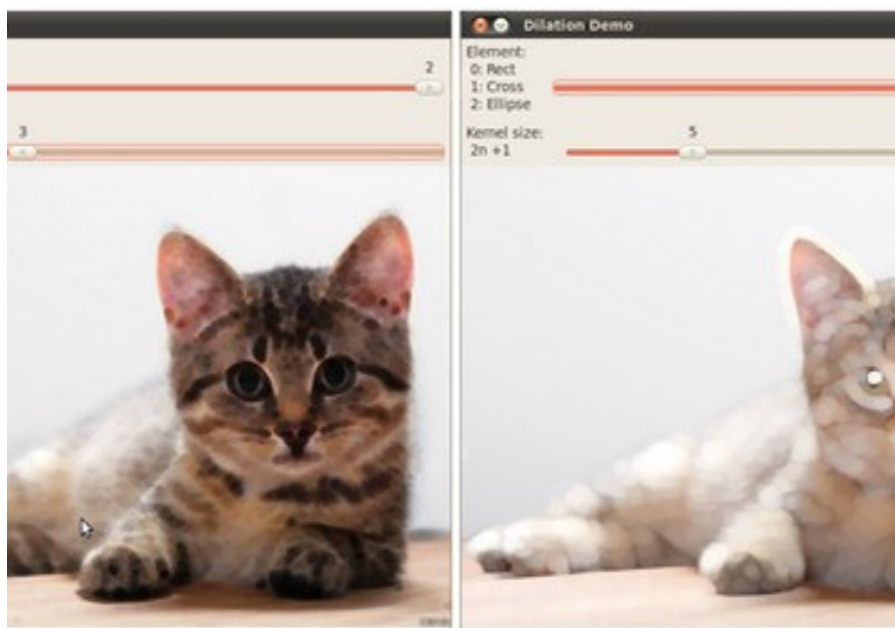 2
3
Dilation Demo
Element:
0: Rect
1: Cross
2: Ellipse
Kernel size:
2n +1
5